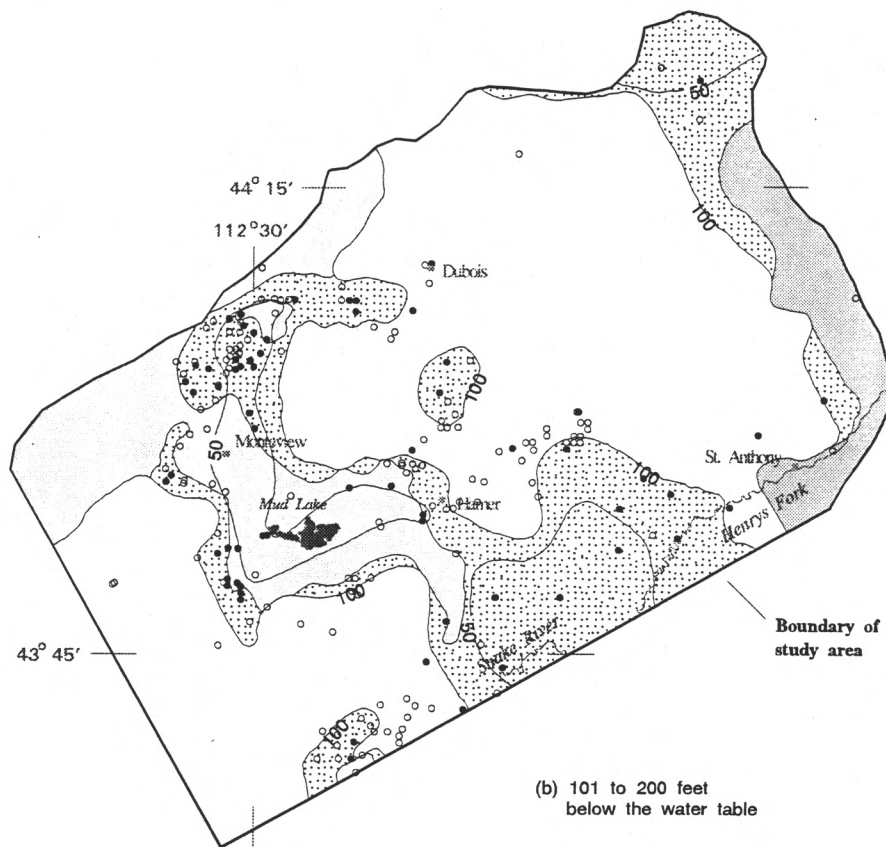 50
44° 15'
112° 30'
100
Dubois
100
50
Monteview
St. Anthony
100
Mud Lake
Hamer
Henrys Fork
100
50
Snake River
Boundary of
study area
43° 45'
100
(b) 101 to 200 feet
below the water table